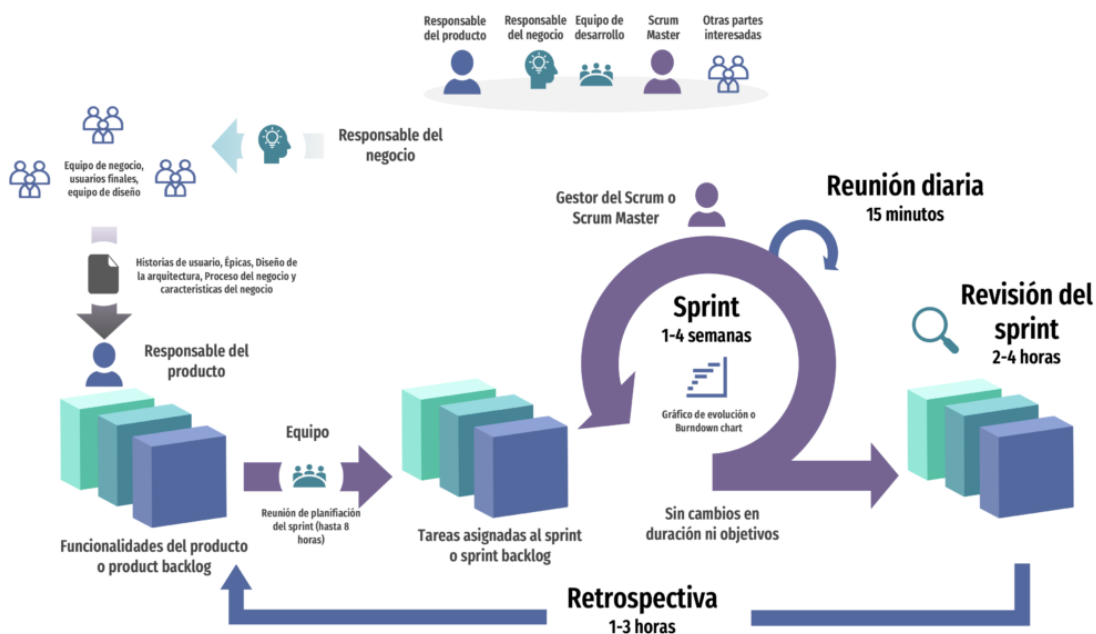 Responsable
del producto
Responsable
del negocio
Equipo de
desarrollo
Scrum
Master
Otras partes
interesadas
Responsable del
negocio
Equipo de negocio,
usuarios finales,
equipo de diseño
Historias de usuario, Épicas, Diseño de
la arquitectura, Proceso del negocio y
características del negocio
Responsable del
producto
Gestor del Scrum o
Scrum Master
Reunión diaria
15 minutos
Sprint
1-4 semanas
Gráfico de evolución o
Burndown chart
Revisión del
sprint
2-4 horas
Equipo
Reunión de planifiación
del sprint (hasta 8
horas)
Funcionalidades del producto
o product backlog
Tareas asignadas al sprint
o sprint backlog
Sin cambios en
duración ni objetivos
Retrospectiva
1-3 horas